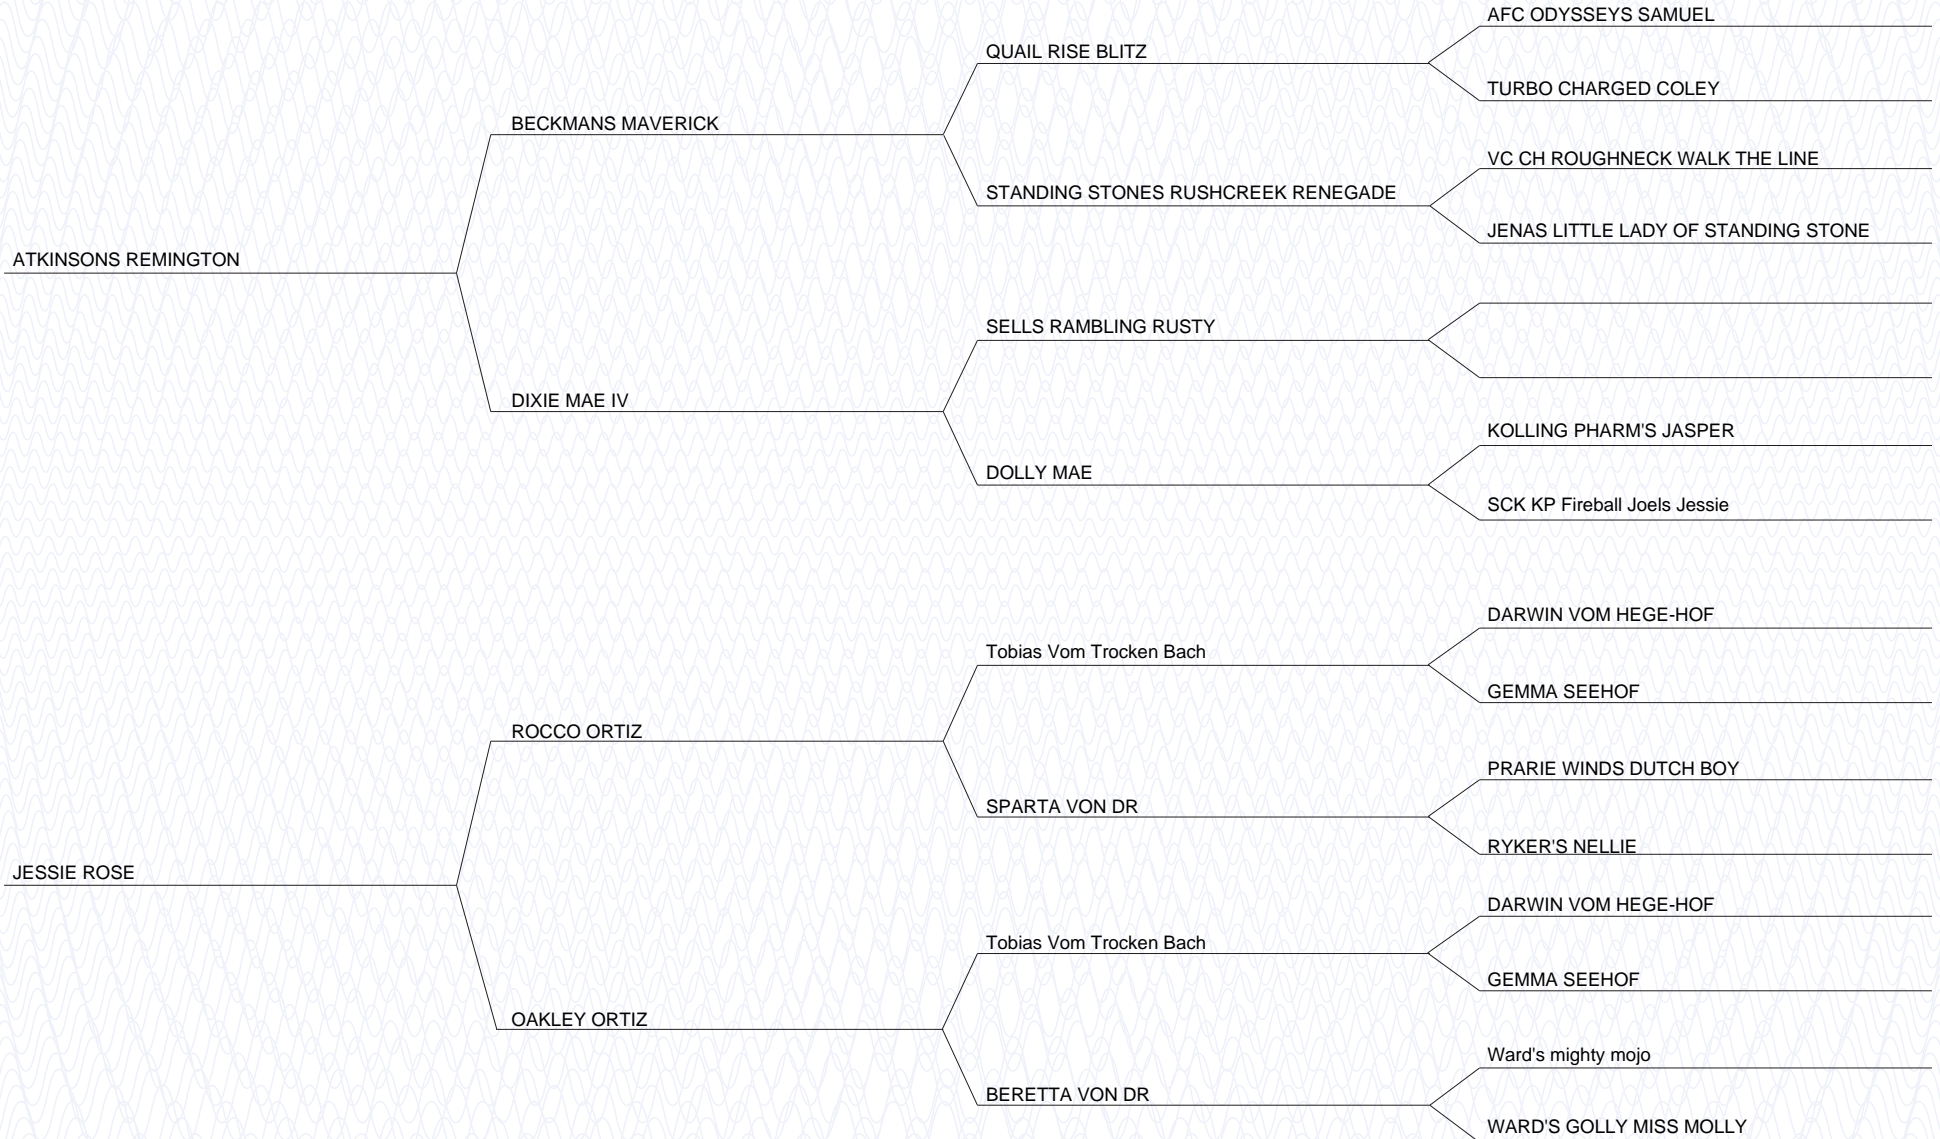 AFC ODYSSEYS SAMUEL
QUAIL RISE BLITZ
TURBO CHARGED COLEY
BECKMANS MAVERICK
VC CH ROUGHNECK WALK THE LINE
STANDING STONES RUSHCREEK RENEGADE
JENAS LITTLE LADY OF STANDING STONE
ATKINSONS REMINGTON
SELLS RAMBLING RUSTY
DIXIE MAE IV
KOLLING PHARM'S JASPER
DOLLY MAE
SCK KP Fireball Joels Jessie
DARWIN VOM HEGE-HOF
Tobias Vom Trocken Bach
GEMMA SEEHOF
ROCCO ORTIZ
PRARIE WINDS DUTCH BOY
SPARTA VON DR
RYKER'S NELLIE
JESSIE ROSE
DARWIN VOM HEGE-HOF
Tobias Vom Trocken Bach
GEMMA SEEHOF
OAKLEY ORTIZ
Ward's mighty mojo
BERETTA VON DR
WARD'S GOLLY MISS MOLLY